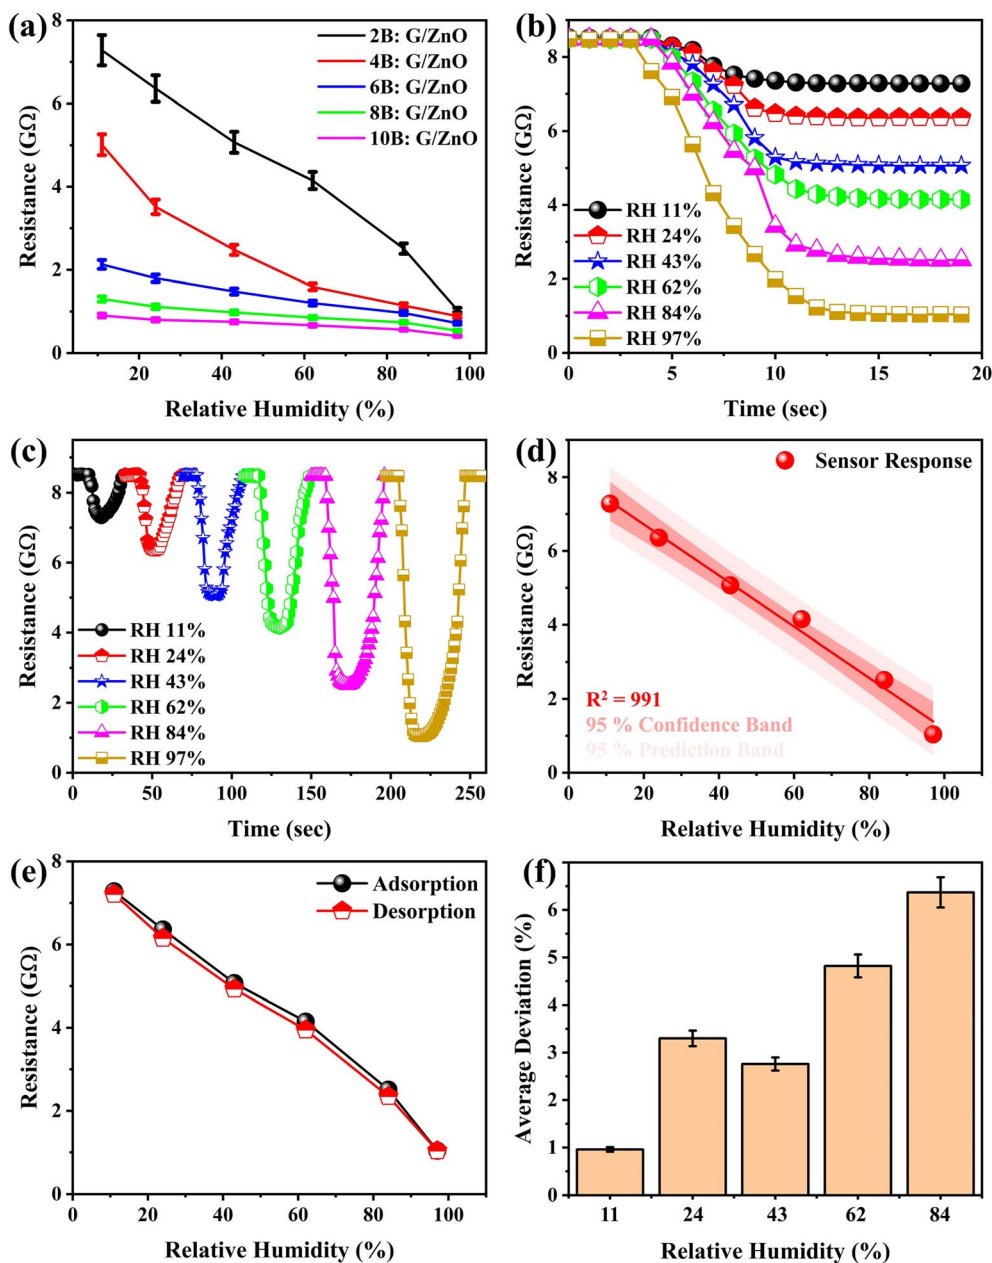 (a)
8
6
4
2
0
Resistance (GΩ)
20
40
60
80
100
Relative Humidity (%)
2B: G/ZnO
4B: G/ZnO
6B: G/ZnO
8B: G/ZnO
10B: G/ZnO
(b)
8
6
4
2
0
Resistance (GΩ)
0
5
10
15
20
Time (sec)
RH 11%
RH 24%
RH 43%
RH 62%
RH 84%
RH 97%
(c)
8
6
4
2
0
Resistance (GΩ)
0
50
100
150
200
250
Time (sec)
RH 11%
RH 24%
RH 43%
RH 62%
RH 84%
RH 97%
(d)
8
6
4
2
0
Resistance (GΩ)
0
20
40
60
80
100
Relative Humidity (%)
Sensor Response
R² = 991
95 % Confidence Band
95 % Prediction Band
(e)
8
6
4
2
0
Resistance (GΩ)
0
20
40
60
80
100
Relative Humidity (%)
Adsorption
Desorption
(f)
6
5
4
3
2
1
0
Average Deviation (%)
11
24
43
62
84
Relative Humidity (%)